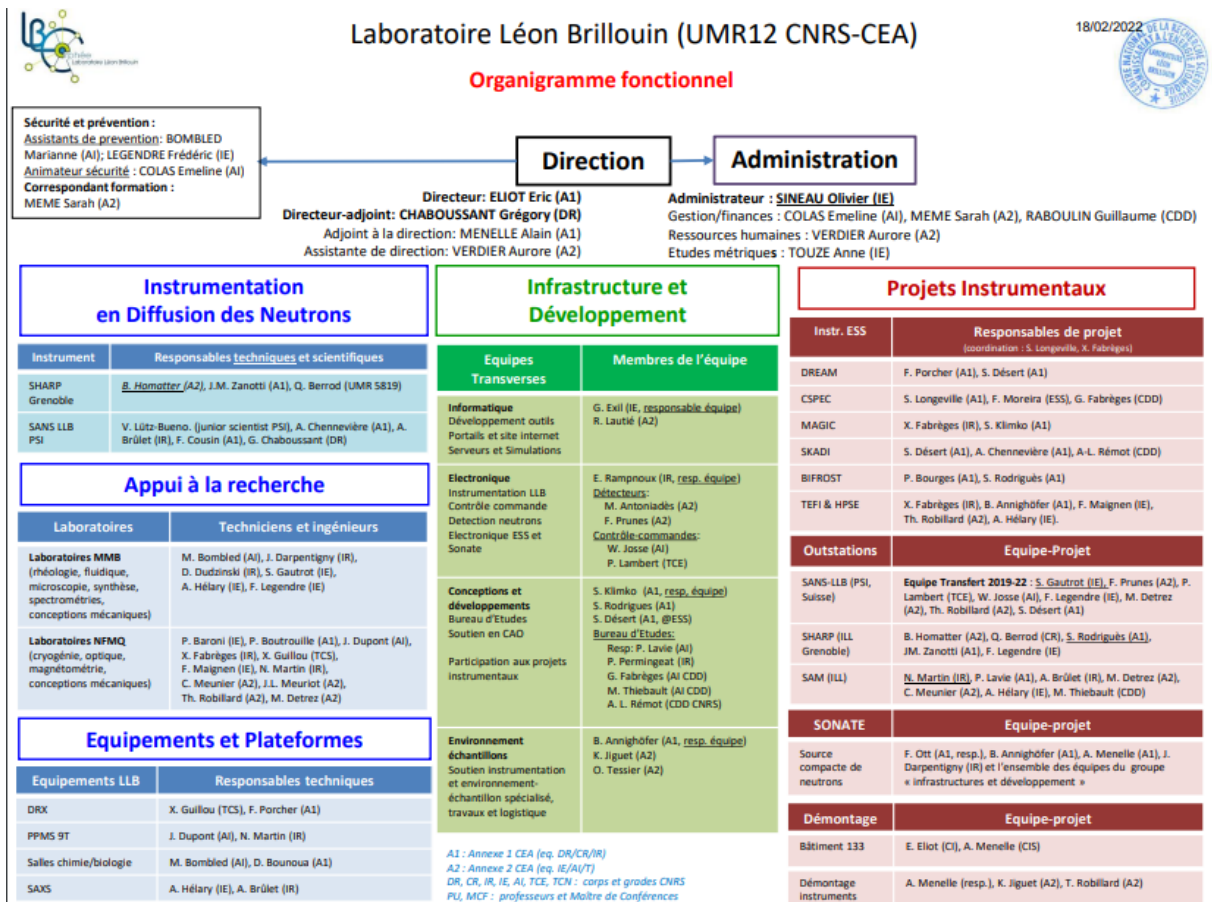 Laboratoire Léon Brillouin (UMR12 CNRS-CEA)
18/02/2022
Organigramme fonctionnel
Laboratoire Léon Brillouin
Sécurité et prévention :
Assistants de prevention: BOMBLED
Marianne (AI); LEGENDRE Frédéric (IE)
Animateur sécurité : COLAS Emeline (AI)
Correspondant formation :
MEME Sarah (A2)
Direction
Administration
Directeur: ELIOT Eric (A1)
Directeur-adjoint: CHABOUSSANT Grégory (DR)
Adjoint à la direction: MENELLE Alain (A1)
Assistante de direction: VERDIER Aurore (A2)
Administrateur : SINEAU Olivier (IE)
Gestion/finances : COLAS Emeline (AI), MEME Sarah (A2), RABOULIN Guillaume (CDD)
Ressources humaines : VERDIER Aurore (A2)
Etudes métriques : TOUZE Anne (IE)
Instrumentation
en Diffusion des Neutrons
Instrument
Responsables techniques et scientifiques
SHARP
Grenoble
B. Homatter (A2), J.M. Zanotti (A1), Q. Berrod (UMR 5819)
SANS LLB
PSI
V. Lütz-Bueno. (junior scientist PSI), A. Chennevière (A1), A.
Brûlet (IR), F. Cousin (A1), G. Chaboussant (DR)
Appui à la recherche
Laboratoires
Techniciens et ingénieurs
Laboratoires MMB
(rhéologie, fluidique,
microscopie, synthèse,
spectrométries,
conceptions mécaniques)
M. Bombled (AI), J. Darpentigny (IR),
D. Dudzinski (IR), S. Gautrot (IE),
A. Hélary (IE), F. Legendre (IE)
Laboratoires NFMQ
(cryogénie, optique,
magnétométrie,
conceptions mécaniques)
P. Baroni (IE), P. Boutrouille (A1), J. Dupont (AI),
X. Fabrèges (IR), X. Guillou (TCS),
F. Maignen (IE), N. Martin (IR),
C. Meunier (A2), J.L. Meuriot (A2),
Th. Robillard (A2), M. Detrez (A2)
Equipements et Plateformes
Equipements LLB
Responsables techniques
DRX
X. Guillou (TCS), F. Porcher (A1)
PPMS 9T
J. Dupont (AI), N. Martin (IR)
Salles chimie/biologie
M. Bombled (AI), D. Bounoua (A1)
SAXS
A. Hélary (IE), A. Brûlet (IR)
Infrastructure et
Développement
Equipes
Transverses
Membres de l'équipe
Informatique
Développement outils
Portails et site internet
Serveurs et Simulations
G. Exil (IE, responsable équipe)
R. Lautié (A2)
Electronique
Instrumentation LLB
Contrôle commande
Detection neutrons
Electronique ESS et
Sonate
E. Rampnoux (IR, resp. équipe)
Détecteurs:
M. Antoniadès (A2)
F. Prunes (A2)
Contrôle-commandes:
W. Josse (AI)
P. Lambert (TCE)
Conceptions et
développements
Bureau d'Etudes
Soutien en CAO
Participation aux projets
instrumentaux
S. Klimko (A1, resp, équipe)
S. Rodrigues (A1)
S. Désert (A1, @ESS)
Bureau d'Etudes:
Resp: P. Lavie (AI)
P. Permingeat (IR)
G. Fabrèges (AI CDD)
M. Thiebault (AI CDD)
A. L. Rémot (CDD CNRS)
Environnement
échantillons
Soutien instrumentation
et environnement-
échantillon spécialisé,
travaux et logistique
B. Annighöfer (A1, resp. équipe)
K. Jiguet (A2)
O. Tessier (A2)
A1 : Annexe 1 CEA (eq. DR/CR/IR)
A2 : Annexe 2 CEA (eq. IE/AI/T)
DR, CR, IR, IE, AI, TCE, TCN : corps et grades CNRS
PU, MCF : professeurs et Maître de Conférences
Projets Instrumentaux
Instr. ESS
Responsables de projet
(coordination : S. Longeville, X. Fabrèges)
DREAM
F. Porcher (A1), S. Désert (A1)
CSPEC
S. Longeville (A1), F. Moreira (ESS), G. Fabrèges (CDD)
MAGIC
X. Fabrèges (IR), S. Klimko (A1)
SKADI
S. Désert (A1), A. Chennevière (A1), A-L. Rémot (CDD)
BIFROST
P. Bourges (A1), S. Rodriguès (A1)
TEFI & HPSE
X. Fabrèges (IR), B. Annighöfer (A1), F. Maignen (IE),
Th. Robillard (A2), A. Hélary (IE).
Outstations
Equipe-Projet
SANS-LLB (PSI,
Suisse)
Equipe Transfert 2019-22 : S. Gautrot (IE), F. Prunes (A2), P.
Lambert (TCE), W. Josse (AI), F. Legendre (IE), M. Detrez
(A2), Th. Robillard (A2), S. Désert (A1)
SHARP (ILL
Grenoble)
B. Homatter (A2), Q. Berrod (CR), S. Rodriguès (A1),
JM. Zanotti (A1), F. Legendre (IE)
SAM (ILL)
N. Martin (IR), P. Lavie (A1), A. Brûlet (IR), M. Detrez (A2),
C. Meunier (A2), A. Hélary (IE), M. Thiebault (CDD)
SONATE
Equipe-projet
Source
compacte de
neutrons
F. Ott (A1, resp.), B. Annighöfer (A1), A. Menelle (A1), J.
Darpentigny (IR) et l'ensemble des équipes du groupe
« infrastructures et développement »
Démontage
Equipe-projet
Bâtiment 133
E. Eliot (CI), A. Menelle (CIS)
Démontage
instruments
A. Menelle (resp.), K. Jiguet (A2), T. Robillard (A2)